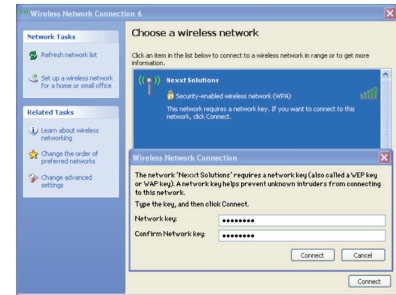 Wireless Network Connection 6
Network Tasks
Refresh network list
Set up a wireless network
for a home or small office
Related Tasks
Learn about wireless
networking
Change the order of
preferred networks
Change advanced
settings
Choose a wireless network
Click an item in the list below to connect to a wireless network in range or to get more
information.
Nexxt Solutions
Security-enabled wireless network (WPA)
This network requires a network key. If you want to connect to this
network, click Connect.
Wireless Network Connection
The network 'Nexxt Solutions' requires a network key (also called a WEP key
or WAP key). A network key helps prevent unknown intruders from connecting
to this network.
Type the key, and then click Connect.
Network key:
Confirm Network key:
Connect
Cancel
Connect